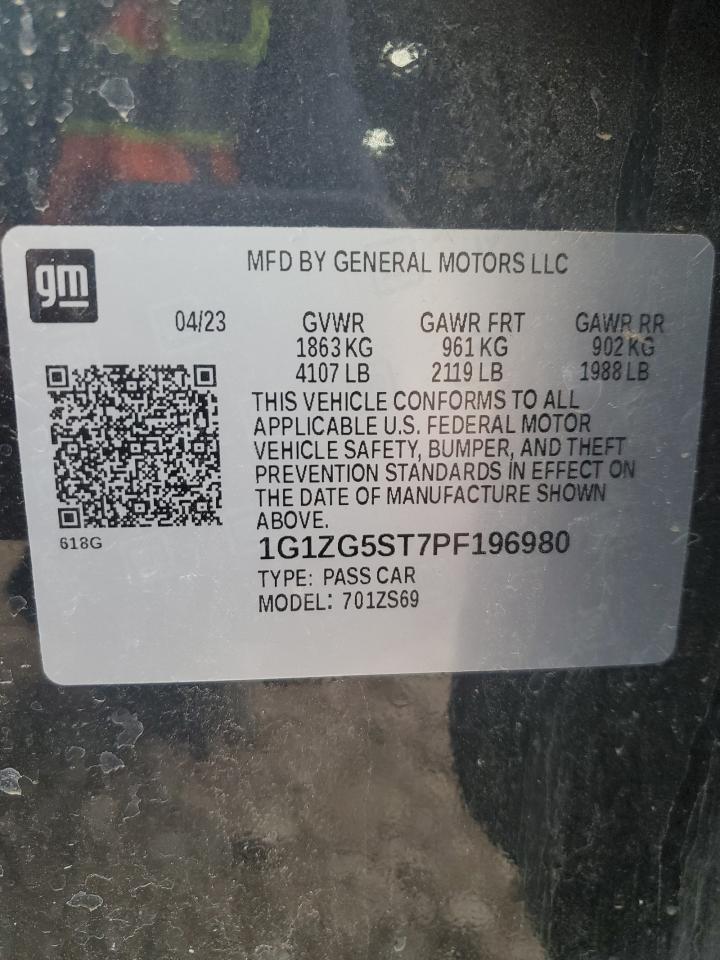 gm
MFD BY GENERAL MOTORS LLC
04/23 GVWR GAWR FRT GAWR RR
1863 KG 961 KG 902 KG
4107 LB 2119 LB 1988 LB
THIS VEHICLE CONFORMS TO ALL
APPLICABLE U.S. FEDERAL MOTOR
VEHICLE SAFETY, BUMPER, AND THEFT
PREVENTION STANDARDS IN EFFECT ON
THE DATE OF MANUFACTURE SHOWN
ABOVE.
618G
1G1ZG5ST7PF196980
TYPE: PASS CAR
MODEL: 701ZS69